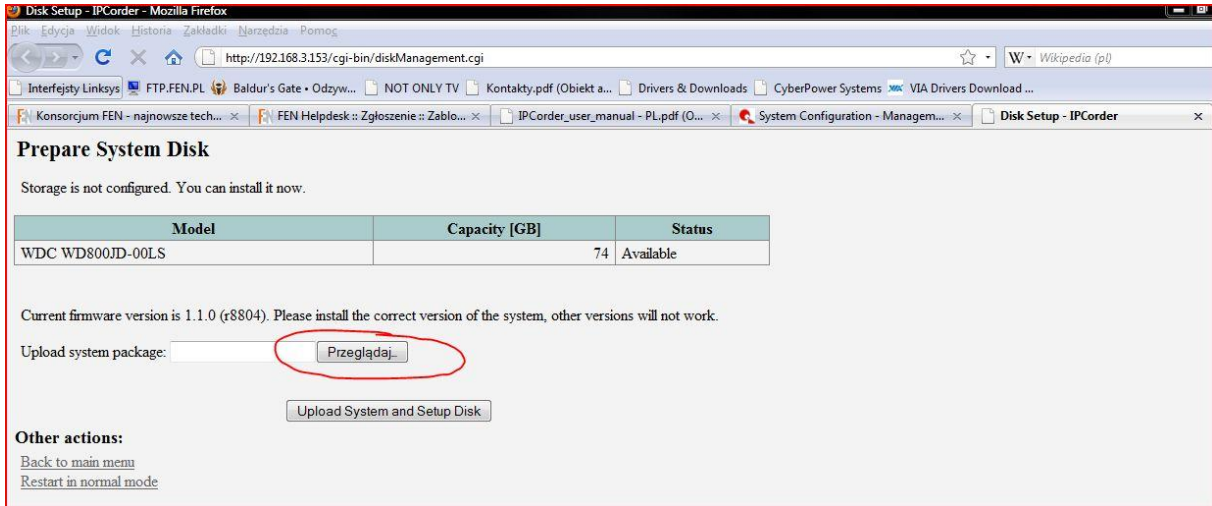 Disk Setup - IPCorder - Mozilla Firefox
Plik Edycja Widok Historia Zakładki Narzędzia Pomoc
http://192.168.3.153/cgi-bin/diskManagement.cgi W Wikipedia (pl)
Interfejsty Linksys FTP.FEN.PL Baldur's Gate • Odzyw... NOT ONLY TV Kontakty.pdf (Obiekt a... Drivers & Downloads CyberPower Systems VIA Drivers Download ...
Konsorcjum FEN - najnowsze tech... FEN Helpdesk :: Zgłoszenie :: Zablo... IPCorder_user_manual - PL.pdf (O... System Configuration - Managem... Disk Setup - IPCorder
Prepare System Disk
Storage is not configured. You can install it now.
Model Capacity [GB] Status
WDC WD800JD-00LS 74 Available
Current firmware version is 1.1.0 (r8804). Please install the correct version of the system, other versions will not work.
Upload system package: Przeglądaj...
Upload System and Setup Disk
Other actions:
Back to main menu
Restart in normal mode